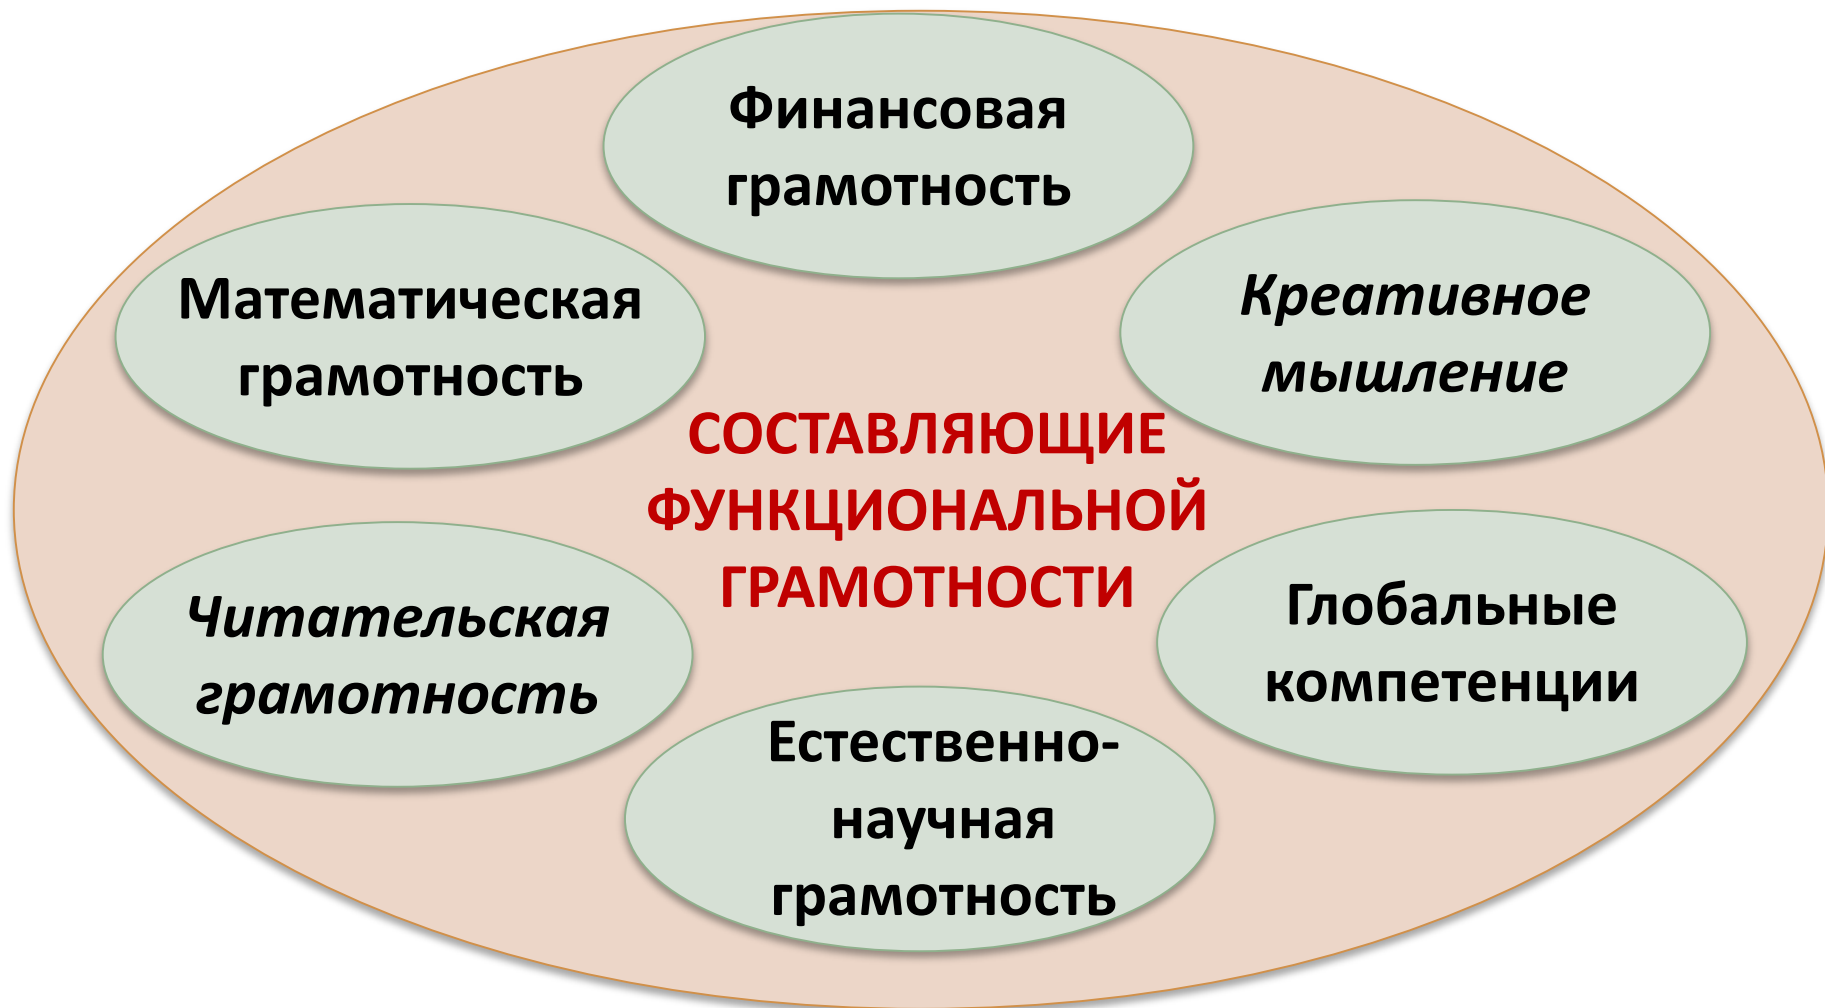 Финансовая
грамотность
Математическая
грамотность
Креативное
мышление
СОСТАВЛЯЮЩИЕ
ФУНКЦИОНАЛЬНОЙ
ГРАМОТНОСТИ
Читательская
грамотность
Глобальные
компетенции
Естественно-
научная
грамотность